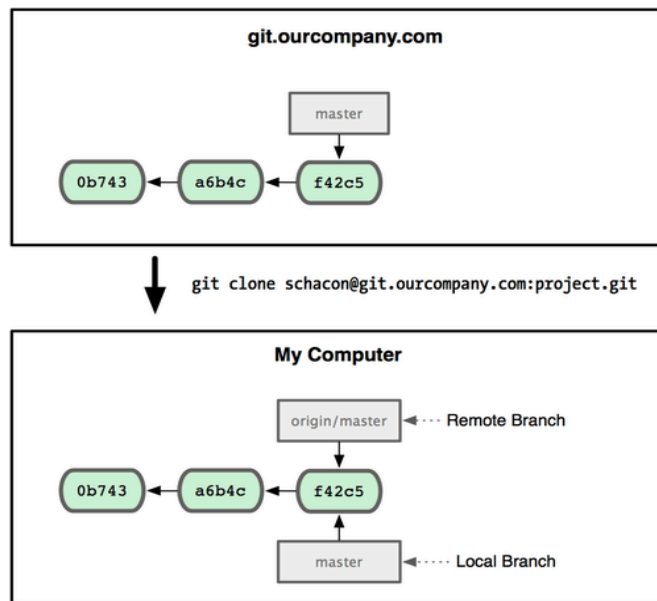 git.ourcompany.com
master
0b743 a6b4c f42c5
git clone schacon@git.ourcompany.com:project.git
My Computer
origin/master Remote Branch
0b743 a6b4c f42c5
master Local Branch